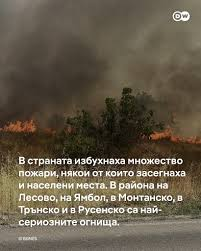 DW
В страната избухнаха множество
пожари, някои от които засегнаха
и населени места. В района на
Лесово, на Ямбол, в Монтанско, в
Трънско и в Русенско са най-
сериозните огнища.
© BGNES